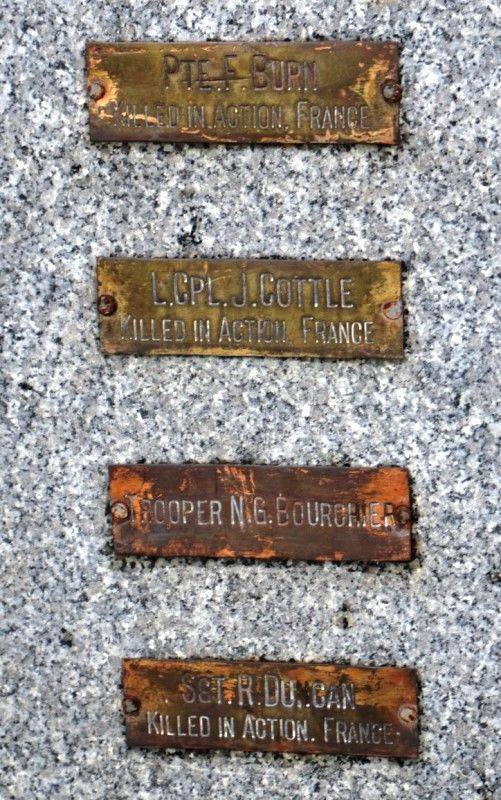 PTE. F. BURN
KILLED IN ACTION. FRANCE
L.CPL. J. COTTLE
KILLED IN ACTION. FRANCE
TROOPER N.G. BOURCHIER
SGT. R. DUNCAN
KILLED IN ACTION. FRANCE